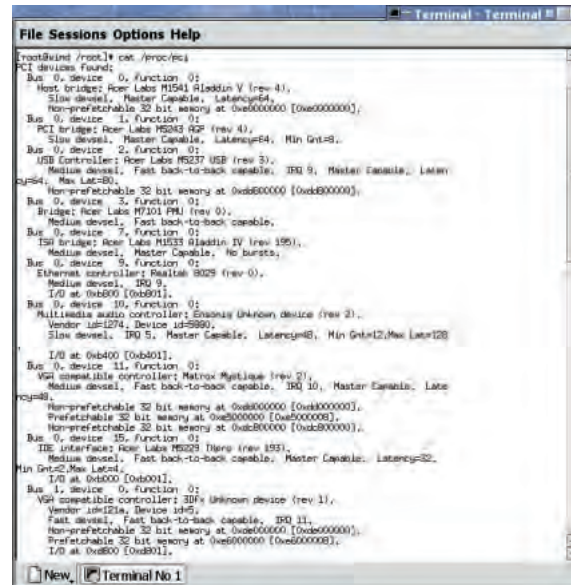 Terminal - Terminal
File Sessions Options Help
[root@wind /root]# cat /proc/pci
PCI devices found:
Bus 0, device 0, function 0:
Host bridge: Acer Labs M1541 Aladdin V (rev 4).
Slow devsel. Master Capable. Latency=64.
Non-prefetchable 32 bit memory at 0xe0000000 [0xe0000000].
Bus 0, device 1, function 0:
PCI bridge: Acer Labs M5243 AGP (rev 4).
Slow devsel. Master Capable. Latency=64. Min Gnt=8.
Bus 0, device 2, function 0:
USB Controller: Acer Labs M5237 USB (rev 3).
Medium devsel. Fast back-to-back capable. IRQ 9. Master Capable. Laten
cy=64. Max Lat=80.
Non-prefetchable 32 bit memory at 0xdd800000 [0xdd800000].
Bus 0, device 3, function 0:
Bridge: Acer Labs M7101 PMU (rev 0).
Medium devsel. Fast back-to-back capable.
Bus 0, device 7, function 0:
ISA bridge: Acer Labs M1533 Aladdin IV (rev 195).
Medium devsel. Master Capable. No bursts.
Bus 0, device 9, function 0:
Ethernet controller: Realtek 8029 (rev 0).
Medium devsel. IRQ 9.
I/O at 0xb800 [0xb801].
Bus 0, device 10, function 0:
Multimedia audio controller: Ensoniq Unknown device (rev 2).
Vendor id=1274. Device id=5880.
Slow devsel. IRQ 5. Master Capable. Latency=48. Min Gnt=12.Max Lat=128
.
I/O at 0xb400 [0xb401].
Bus 0, device 11, function 0:
VGA compatible controller: Matrox Mystique (rev 2).
Medium devsel. Fast back-to-back capable. IRQ 10. Master Capable. Late
ncy=48.
Non-prefetchable 32 bit memory at 0xdd000000 [0xdd000000].
Prefetchable 32 bit memory at 0xe5000000 [0xe5000008].
Non-prefetchable 32 bit memory at 0xdc800000 [0xdc800000].
Bus 0, device 15, function 0:
IDE interface: Acer Labs M5229 TXpro (rev 193).
Medium devsel. Fast back-to-back capable. Master Capable. Latency=32.
Min Gnt=2.Max Lat=4.
I/O at 0xb000 [0xb001].
Bus 1, device 0, function 0:
VGA compatible controller: 3Dfx Unknown device (rev 1).
Vendor id=121a. Device id=5.
Fast devsel. Fast back-to-back capable. IRQ 11.
Non-prefetchable 32 bit memory at 0xde000000 [0xde000000].
Prefetchable 32 bit memory at 0xe6000000 [0xe6000008].
I/O at 0xd800 [0xd801].
New Terminal No 1